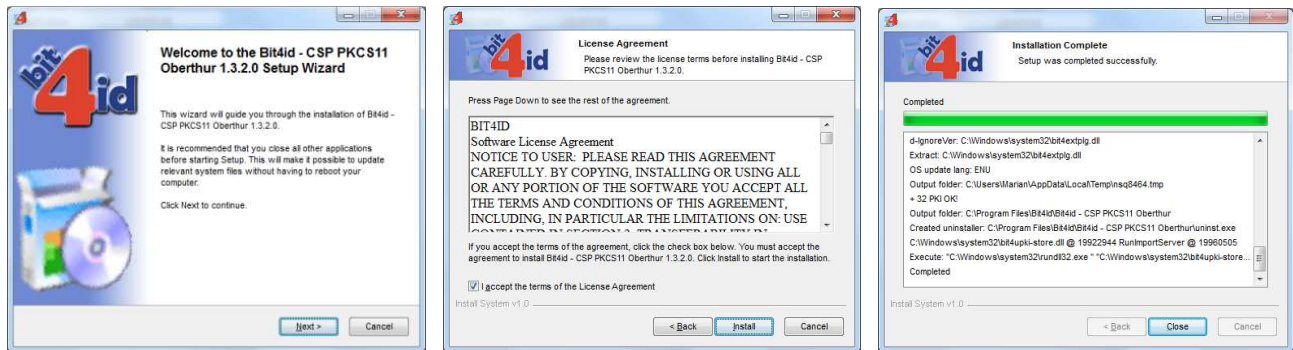 bit
4id
Welcome to the Bit4id - CSP PKCS11
Oberthur 1.3.2.0 Setup Wizard
This wizard will guide you through the installation of Bit4id -
CSP PKCS11 Oberthur 1.3.2.0.
It is recommended that you close all other applications
before starting Setup. This will make it possible to update
relevant system files without having to reboot your
computer.
Click Next to continue.
Next >
Cancel
bit
4id
License Agreement
Please review the license terms before installing Bit4id - CSP
PKCS11 Oberthur 1.3.2.0.
Press Page Down to see the rest of the agreement.
BIT4ID
Software License Agreement
NOTICE TO USER: PLEASE READ THIS AGREEMENT
CAREFULLY. BY COPYING, INSTALLING OR USING ALL
OR ANY PORTION OF THE SOFTWARE YOU ACCEPT ALL
THE TERMS AND CONDITIONS OF THIS AGREEMENT,
INCLUDING, IN PARTICULAR THE LIMITATIONS ON: USE
CONTAINED IN SECTION 2, TRANSFERABILITY IN
If you accept the terms of the agreement, click the check box below. You must accept the
agreement to install Bit4id - CSP PKCS11 Oberthur 1.3.2.0. Click Install to start the installation.
I accept the terms of the License Agreement
Install System v1.0
< Back
Install
Cancel
bit
4id
Installation Complete
Setup was completed successfully.
Completed
d-IgnoreVer: C:\Windows\system32\bit4extplg.dll
Extract: C:\Windows\system32\bit4extplg.dll
OS update lang: ENU
Output folder: C:\Users\Marian\AppData\Local\Temp\nsq8464.tmp
+ 32 PKI OK!
Output folder: C:\Program Files\Bit4Id\Bit4id - CSP PKCS11 Oberthur
Created uninstaller: C:\Program Files\Bit4Id\Bit4id - CSP PKCS11 Oberthur\uninst.exe
C:\Windows\system32\bit4upki-store.dll @ 19922944 RunImportServer @ 19960505
Execute: "C:\Windows\system32\rundll32.exe " "C:\Windows\system32\bit4upki-store...
Completed
Install System v1.0
< Back
Close
Cancel